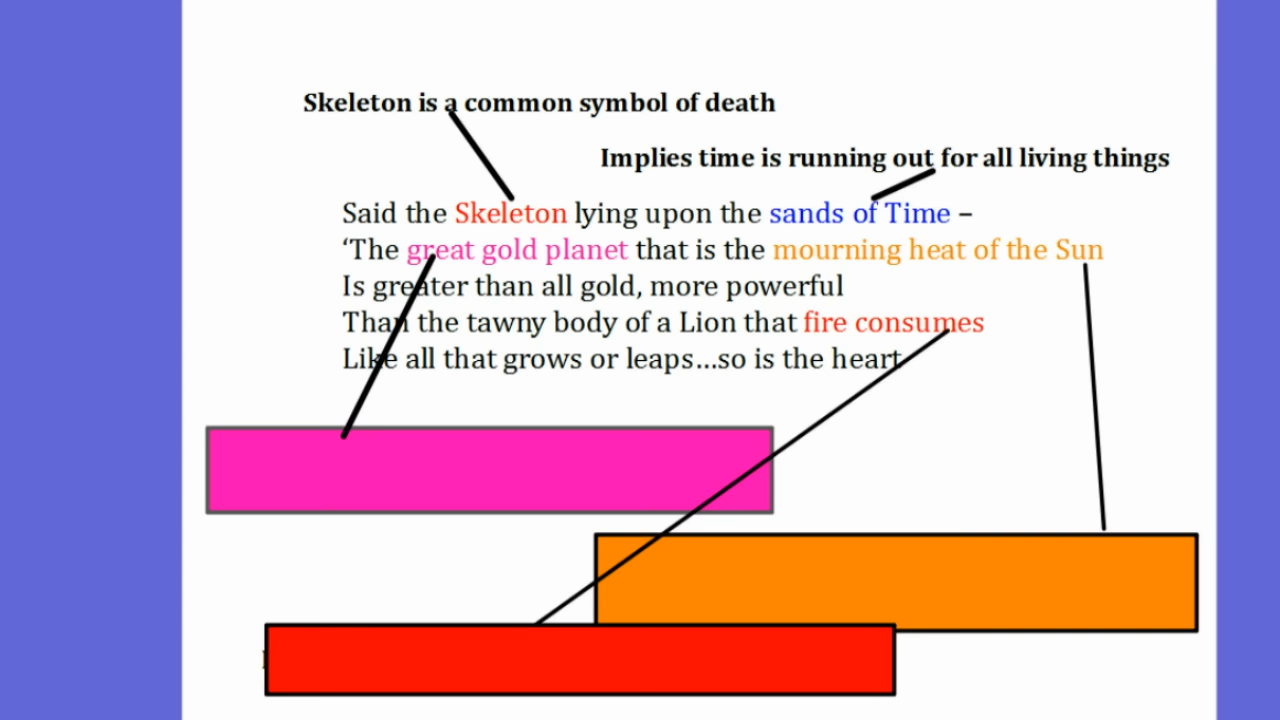 Skeleton is a common symbol of death
Implies time is running out for all living things
Said the Skeleton lying upon the sands of Time –
‘The great gold planet that is the mourning heat of the Sun
Is greater than all gold, more powerful
Than the tawny body of a Lion that fire consumes
Like all that grows or leaps...so is the heart